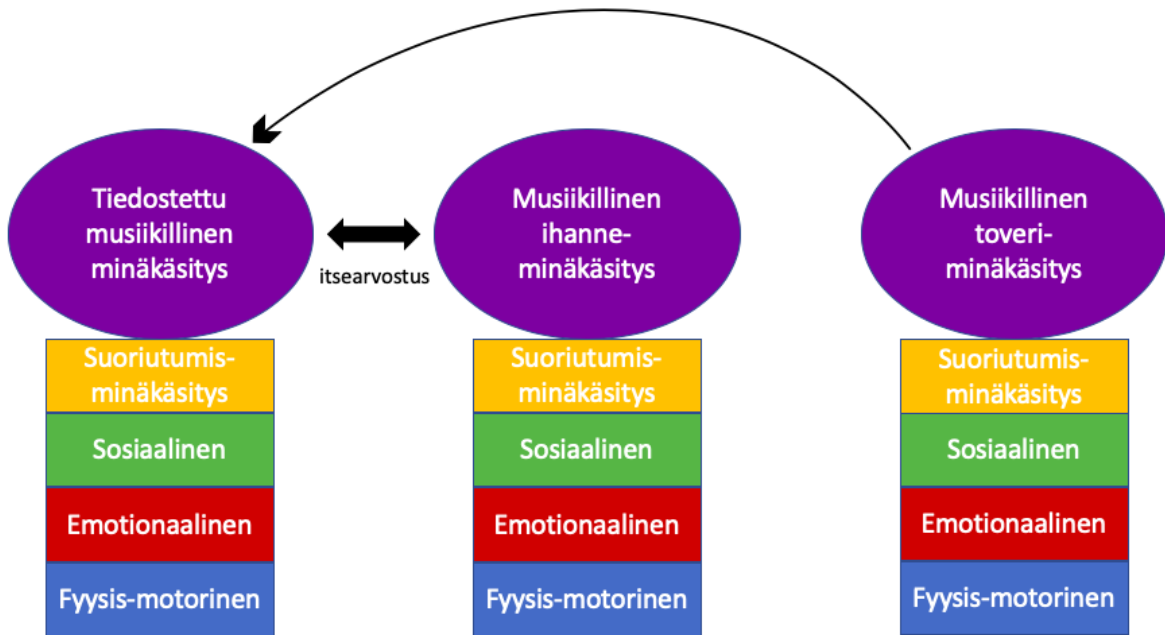 Tiedostettu
musiikillinen
minäkäsitys
itsearvostus
Musiikillinen
ihanne-
minäkäsitys
Musiikillinen
toveri-
minäkäsitys
Suoriutumis-
minäkäsitys
Sosiaalinen
Emotionaalinen
Fyysis-motorinen
Suoriutumis-
minäkäsitys
Sosiaalinen
Emotionaalinen
Fyysis-motorinen
Suoriutumis-
minäkäsitys
Sosiaalinen
Emotionaalinen
Fyysis-motorinen